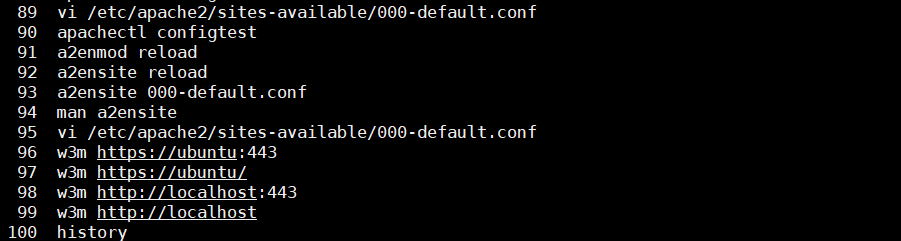 89 vi /etc/apache2/sites-available/000-default.conf
90 apachectl configtest
91 a2enmod reload
92 a2ensite reload
93 a2ensite 000-default.conf
94 man a2ensite
95 vi /etc/apache2/sites-available/000-default.conf
96 w3m https://ubuntu:443
97 w3m https://ubuntu/
98 w3m http://localhost:443
99 w3m http://localhost
100 history